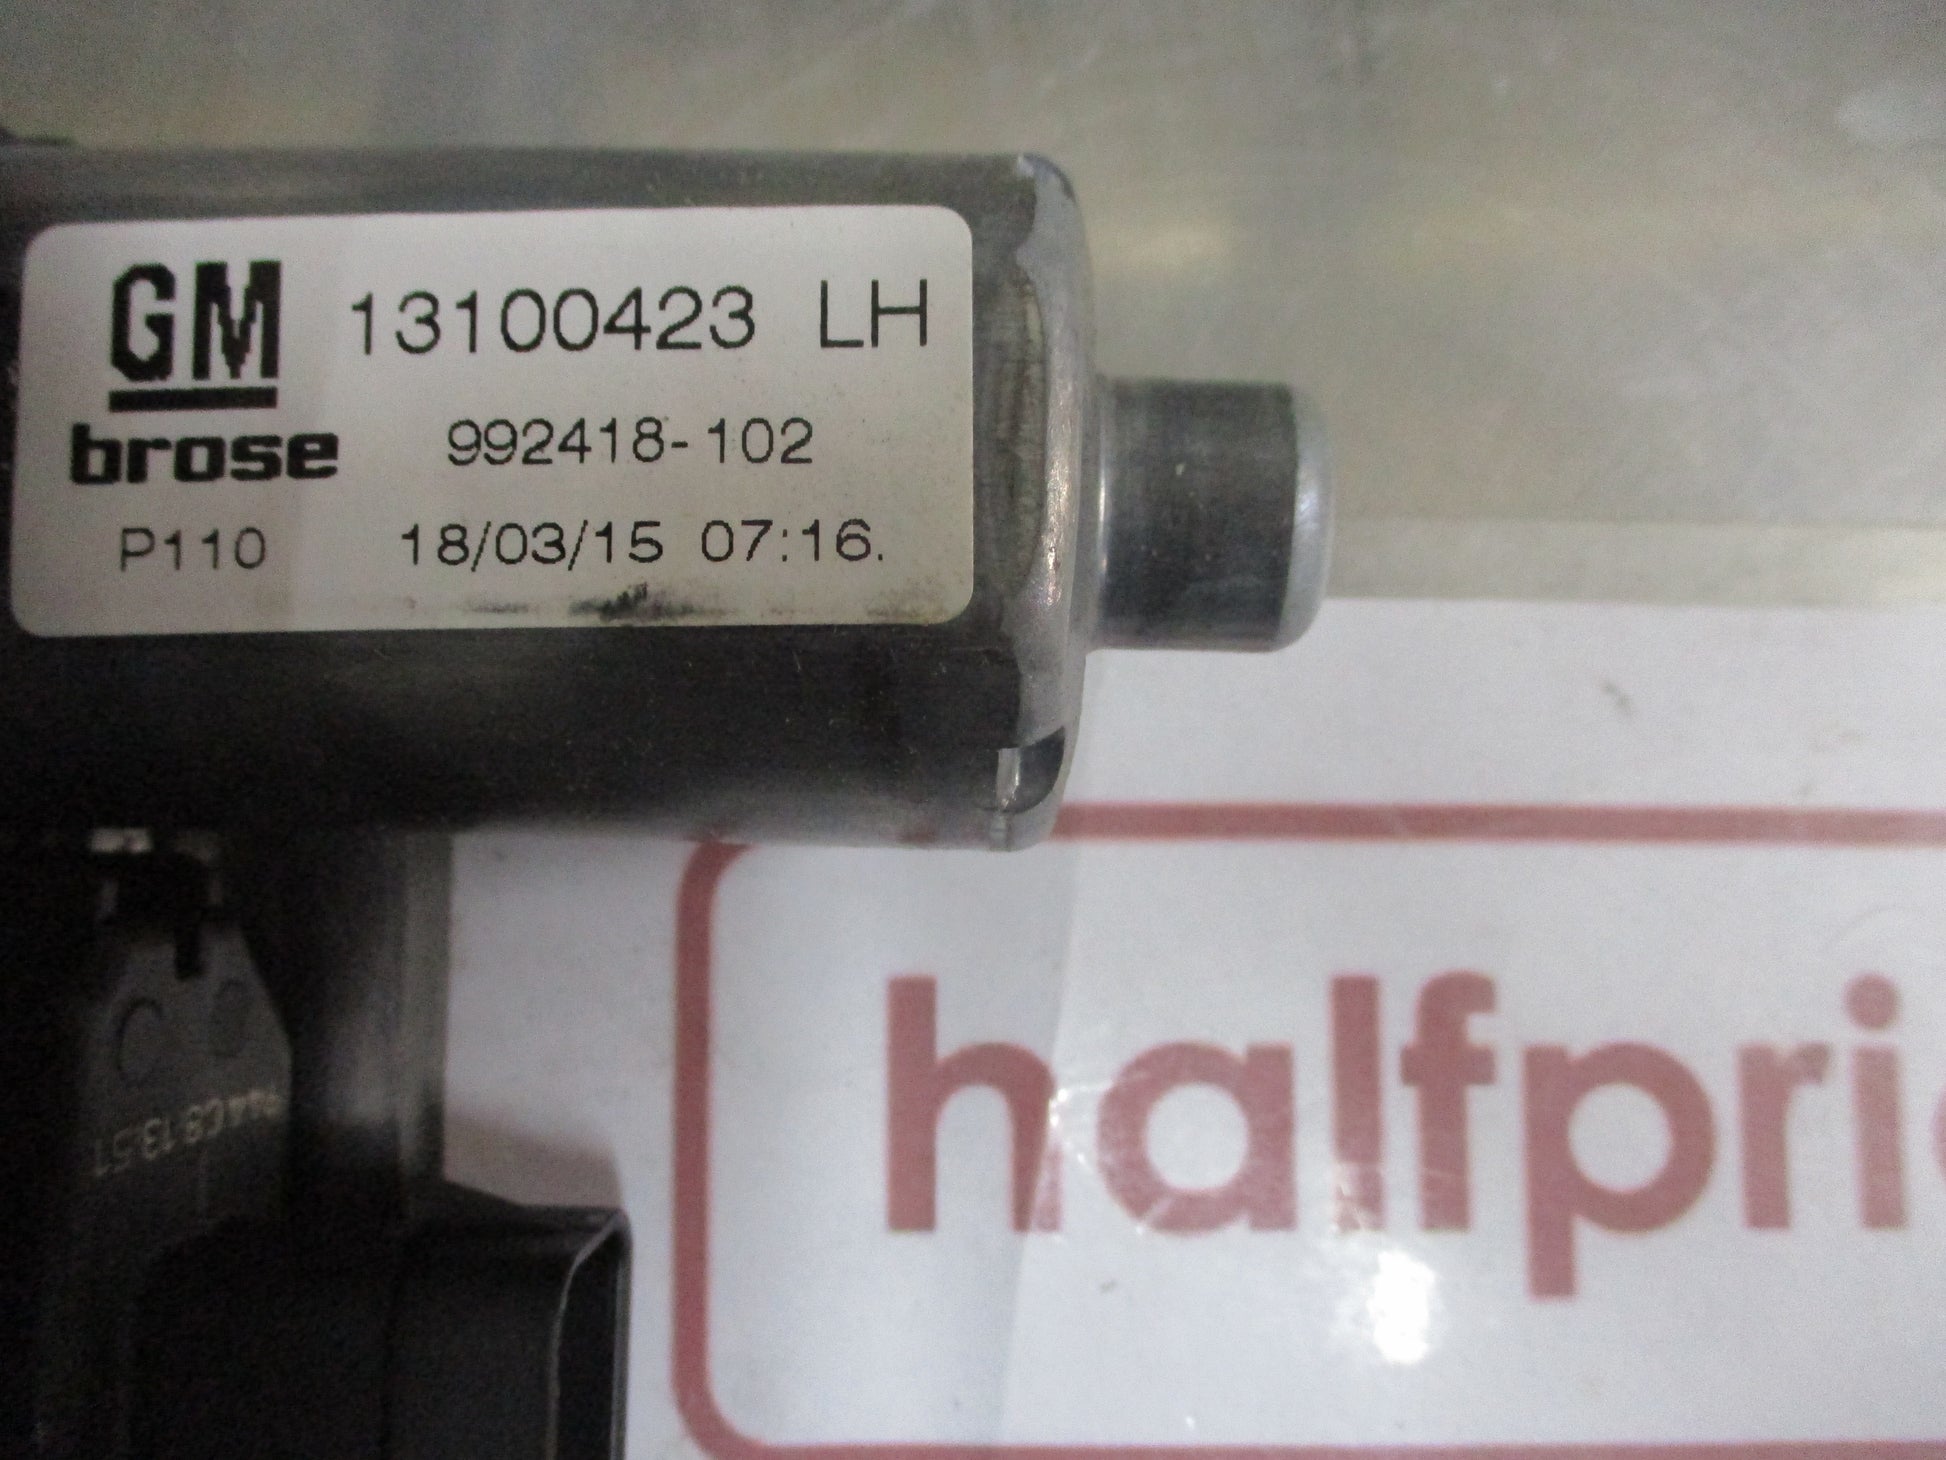 GM 13100423 LH
brose 992418-102
P110 18/03/15 07:16.
halfpri